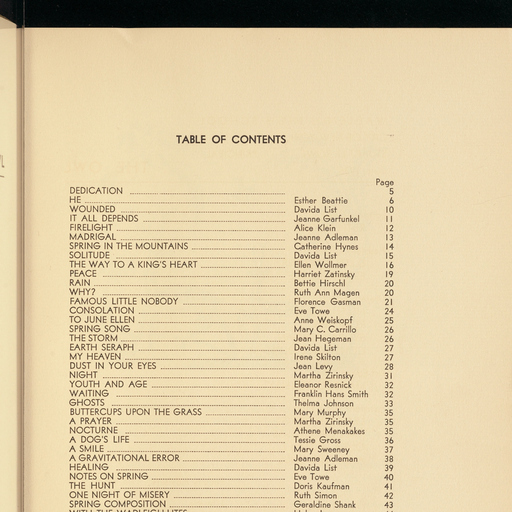 TABLE OF CONTENTS
Page
DEDICATION 5
HE Esther Beattie 6
WOUNDED Davida List 10
IT ALL DEPENDS Jeanne Garfunkel 11
FIRELIGHT Alice Klein 12
MADRIGAL Jeanne Adleman 13
SPRING IN THE MOUNTAINS Catherine Hynes 14
SOLITUDE Davida List 15
THE WAY TO A KING'S HEART Ellen Wollmer 16
PEACE Harriet Zatinsky 19
RAIN Bettie Hirschl 20
WHY? Ruth Ann Magen 20
FAMOUS LITTLE NOBODY Florence Gasman 21
CONSOLATION Eve Towe 24
TO JUNE ELLEN Anne Weiskopf 25
SPRING SONG Mary C. Carrillo 26
THE STORM Jean Hegeman 26
EARTH SERAPH Davida List 27
MY HEAVEN Irene Skilton 27
DUST IN YOUR EYES Jean Levy 28
NIGHT Martha Zirinsky 31
YOUTH AND AGE Eleanor Resnick 32
WAITING Franklin Hans Smith 32
GHOSTS Thelma Johnson 33
BUTTERCUPS UPON THE GRASS Mary Murphy 35
A PRAYER Martha Zirinsky 35
NOCTURNE Athene Menakakes 35
A DOG'S LIFE Tessie Gross 36
A SMILE Mary Sweeney 37
A GRAVITATIONAL ERROR Jeanne Adleman 38
HEALING Davida List 39
NOTES ON SPRING Eve Towe 40
THE HUNT Doris Kaufman 41
ONE NIGHT OF MISERY Ruth Simon 42
SPRING COMPOSITION Geraldine Shank 43